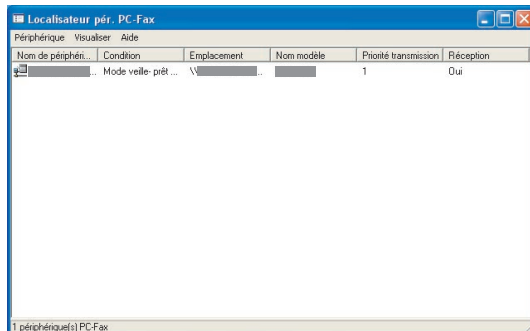 Localisateur pér. PC-Fax
Périphérique Visualiser Aide
Nom de périphéri... Condition Emplacement Nom modèle Priorité transmission Réception
... Mode veille- prêt ... \\ .. 1 Oui
1 périphérique(s) PC-Fax